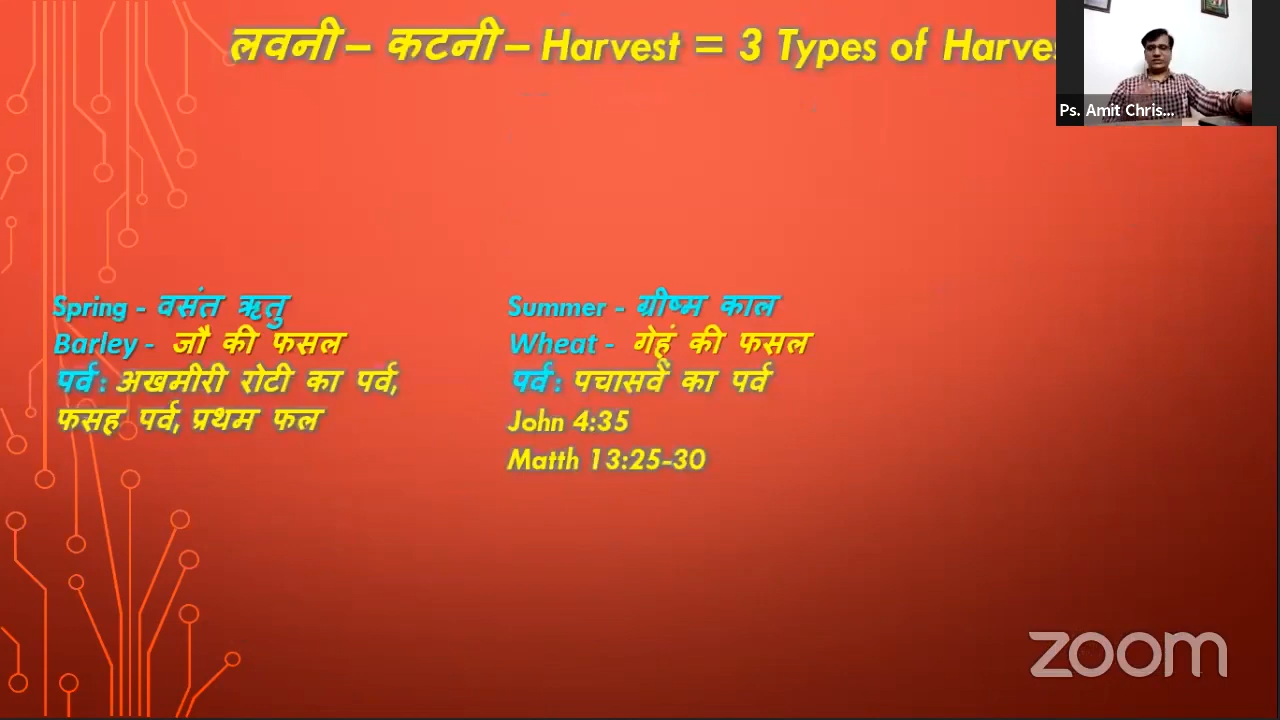 लवनी – कटनी – Harvest = 3 Types of Harves
Ps. Amit Chris...
Spring - वसंत ऋतु
Barley - जौ की फसल
पर्व : अखमीरी रोटी का पर्व,
फसह पर्व, प्रथम फल
Summer - ग्रीष्म काल
Wheat - गेहूं की फसल
पर्व : पचासवें का पर्व
John 4:35
Matth 13:25-30
zoom